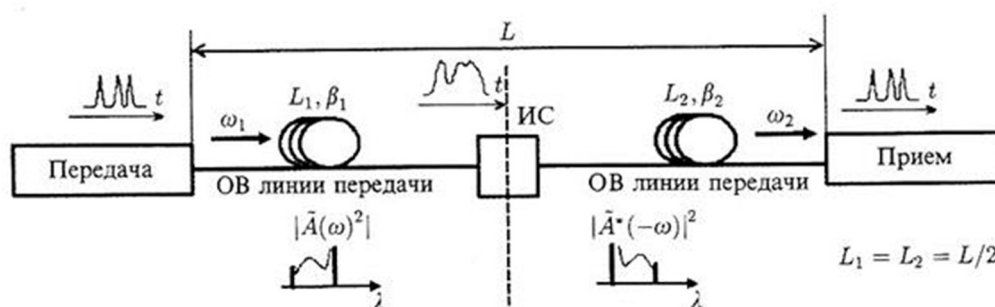 L
t
t
t
L₁, β₁
L₂, β₂
ИС
ω₁
ω₂
Передача
Прием
ОВ линии передачи
ОВ линии передачи
|Ã(ω)²|
|Ã*(−ω)|²
L₁ = L₂ = L/2
λ
λ